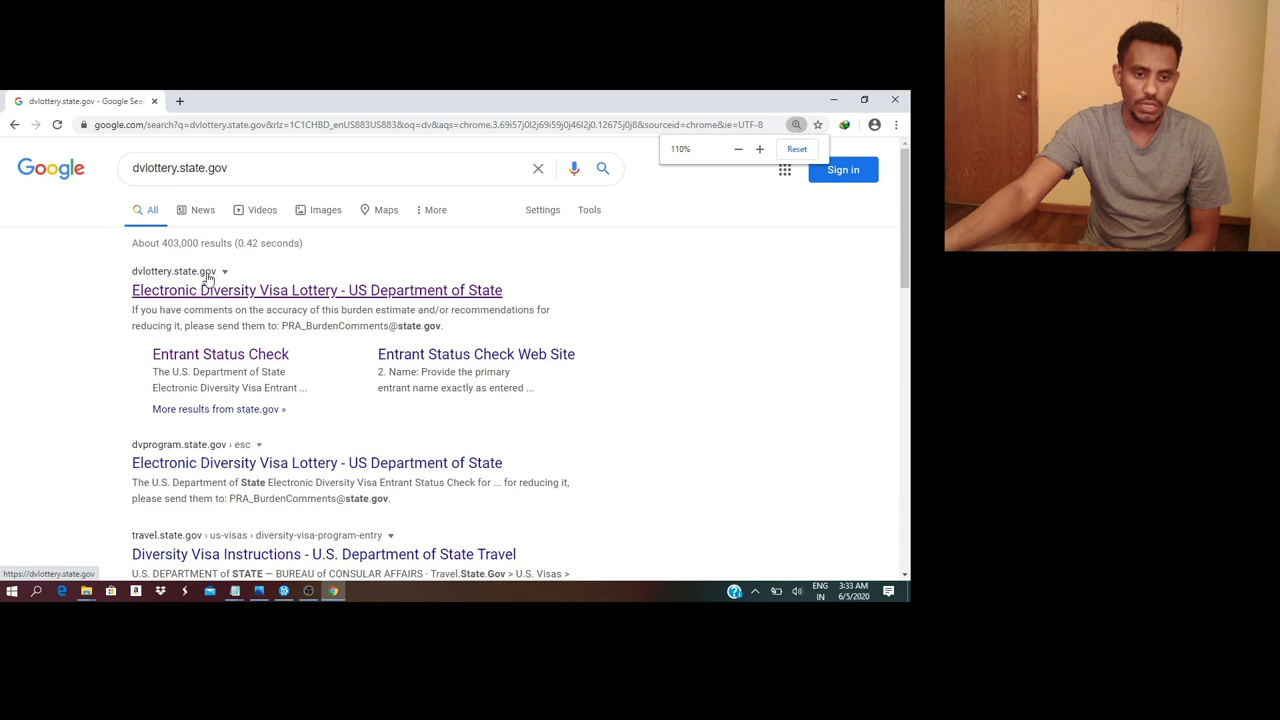 dvlottery.state.gov - Google Sea
google.com/search?q=dvlottery.state.gov&rlz=1C1CHBD_enUS883US883&oq=dv&aqs=chrome.3.69i57j0l2j69i59j0j46l2j0.12675j0j8&sourceid=chrome&ie=UTF-8
110%
Reset
Google
dvlottery.state.gov
Sign in
All
News
Videos
Images
Maps
More
Settings
Tools
About 403,000 results (0.42 seconds)
dvlottery.state.gov
Electronic Diversity Visa Lottery - US Department of State
If you have comments on the accuracy of this burden estimate and/or recommendations for
reducing it, please send them to: PRA_BurdenComments@state.gov.
Entrant Status Check
The U.S. Department of State
Electronic Diversity Visa Entrant ...
Entrant Status Check Web Site
2. Name: Provide the primary
entrant name exactly as entered ...
More results from state.gov »
dvprogram.state.gov › esc
Electronic Diversity Visa Lottery - US Department of State
The U.S. Department of State Electronic Diversity Visa Entrant Status Check for ... for reducing it,
please send them to: PRA_BurdenComments@state.gov.
travel.state.gov › us-visas › diversity-visa-program-entry
Diversity Visa Instructions - U.S. Department of State Travel
U.S. DEPARTMENT of STATE — BUREAU of CONSULAR AFFAIRS · Travel.State.Gov > U.S. Visas >
https://dvlottery.state.gov
ENG
IN
3:33 AM
6/5/2020